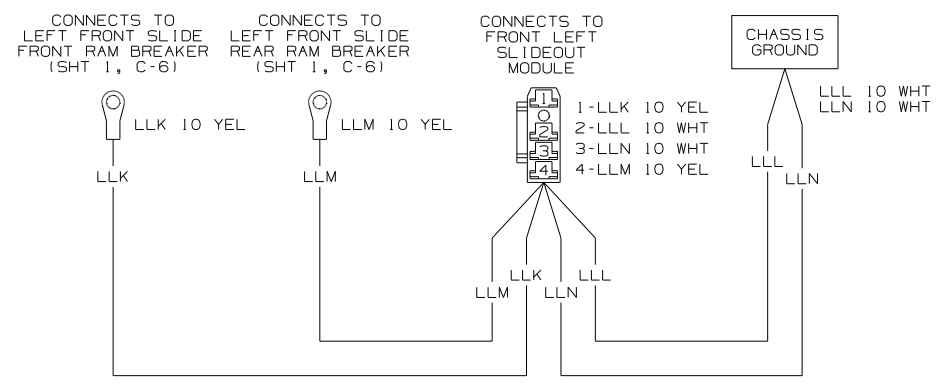 CONNECTS TO
LEFT FRONT SLIDE
FRONT RAM BREAKER
(SHT 1, C-6)
CONNECTS TO
LEFT FRONT SLIDE
REAR RAM BREAKER
(SHT 1, C-6)
CONNECTS TO
FRONT LEFT
SLIDEOUT
MODULE
CHASSIS
GROUND
LLL 10 WHT
LLN 10 WHT
LLK 10 YEL
LLM 10 YEL
1
2
3
4
1-LLK 10 YEL
2-LLL 10 WHT
3-LLN 10 WHT
4-LLM 10 YEL
LLK
LLM
LLL
LLN
LLM
LLK
LLN
LLL